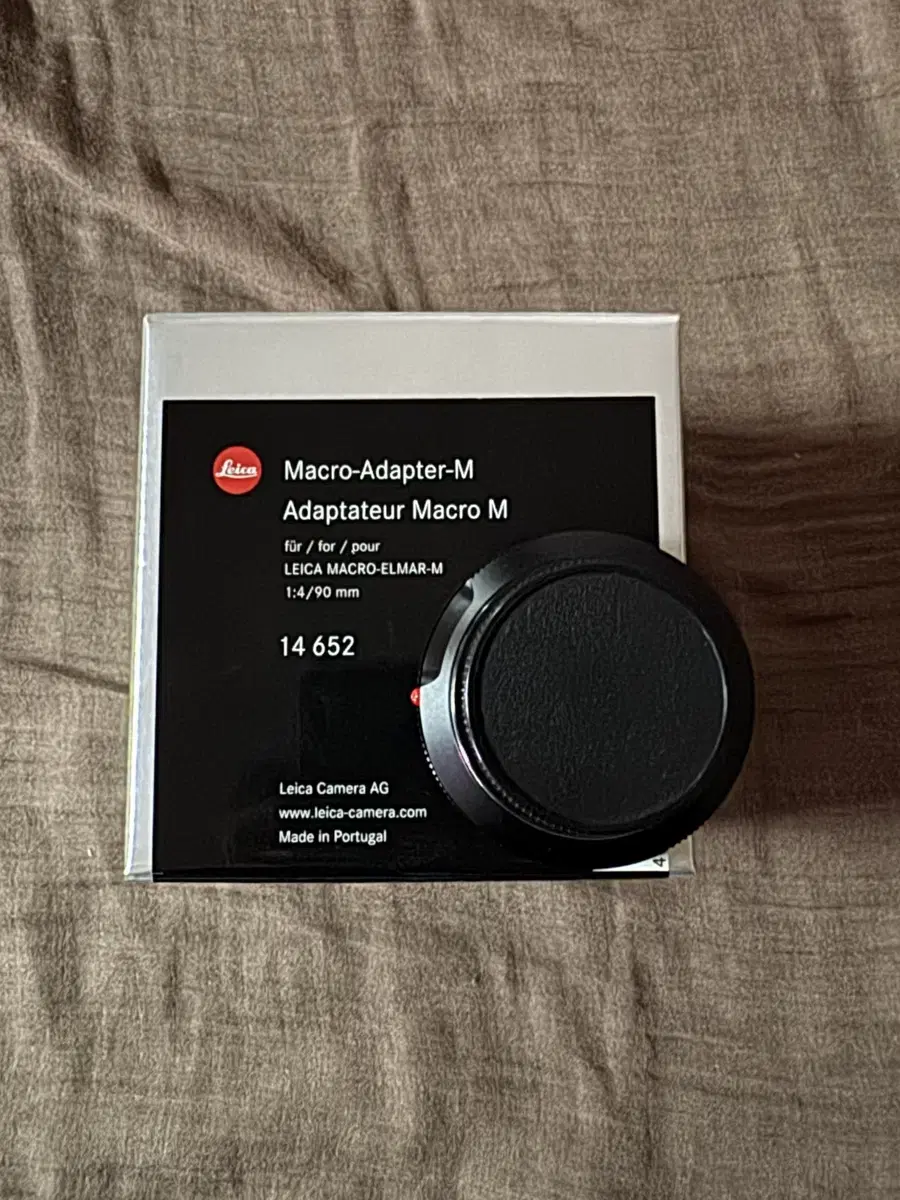 Leica
Macro-Adapter-M
Adaptateur Macro M
für / for / pour
LEICA MACRO-ELMAR-M
1:4/90 mm
14 652
Leica Camera AG
www.leica-camera.com
Made in Portugal
4